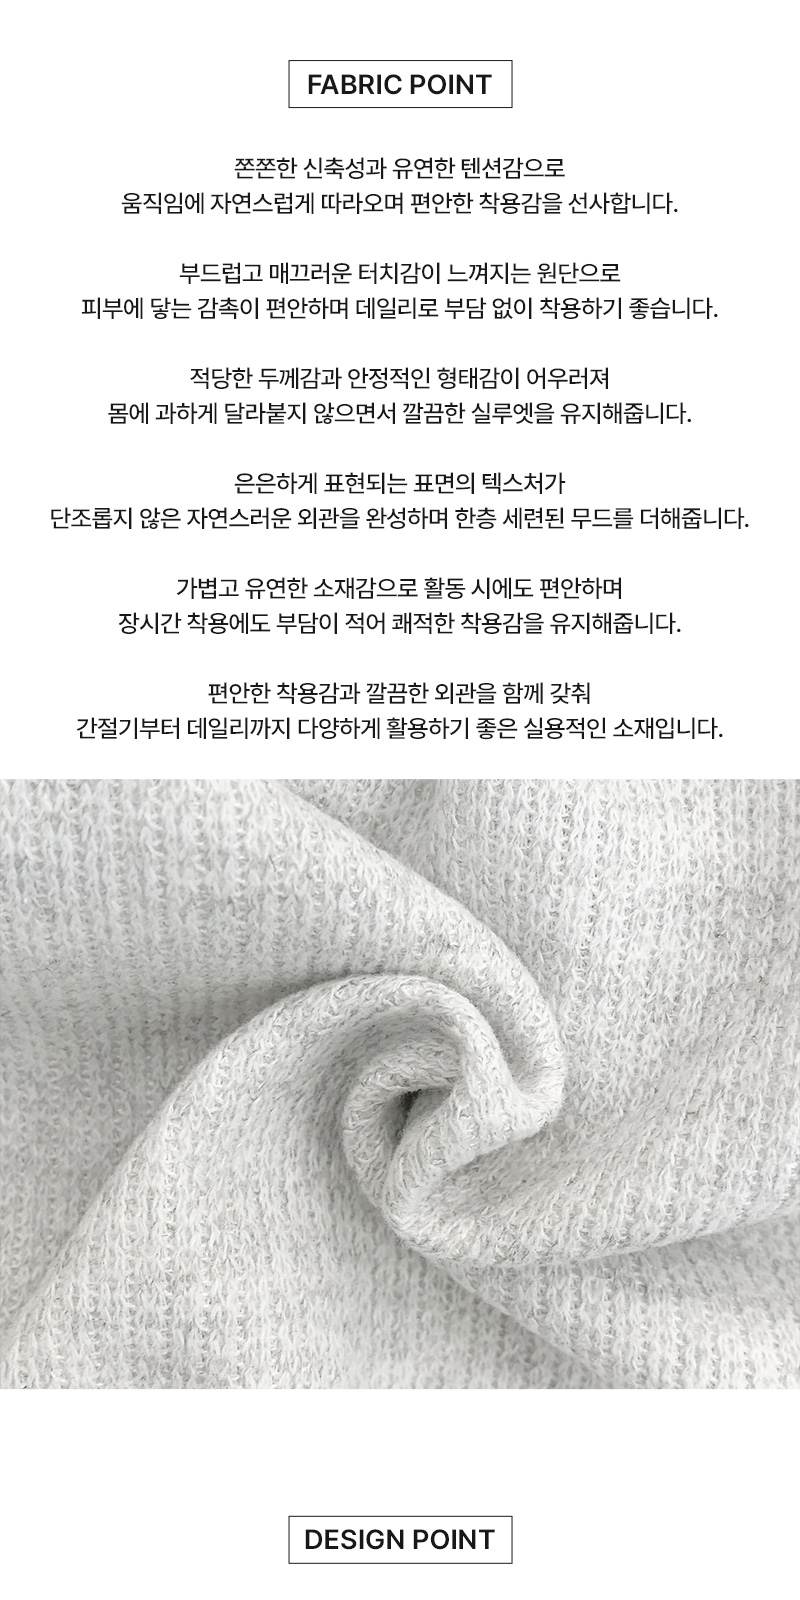 FABRIC POINT
쫀쫀한 신축성과 유연한 텐션감으로
움직임에 자연스럽게 따라오며 편안한 착용감을 선사합니다.
부드럽고 매끄러운 터치감이 느껴지는 원단으로
피부에 닿는 감촉이 편안하며 데일리로 부담 없이 착용하기 좋습니다.
적당한 두께감과 안정적인 형태감이 어우러져
몸에 과하게 달라붙지 않으면서 깔끔한 실루엣을 유지해줍니다.
은은하게 표현되는 표면의 텍스처가
단조롭지 않은 자연스러운 외관을 완성하며 한층 세련된 무드를 더해줍니다.
가볍고 유연한 소재감으로 활동 시에도 편안하며
장시간 착용에도 부담이 적어 쾌적한 착용감을 유지해줍니다.
편안한 착용감과 깔끔한 외관을 함께 갖춰
간절기부터 데일리까지 다양하게 활용하기 좋은 실용적인 소재입니다.
DESIGN POINT